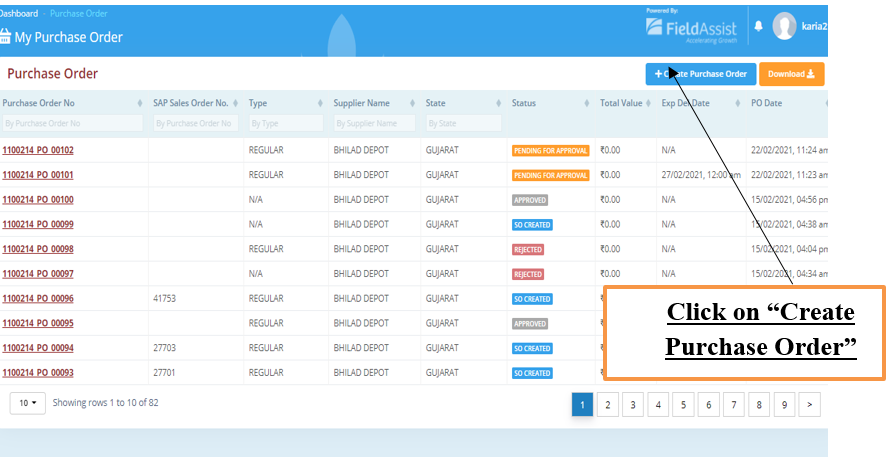 Dashboard - Purchase Order
Powered By:
My Purchase Order
FieldAssist
Accelerating Growth
karia2
Purchase Order
+ Create Purchase Order
Download
Purchase Order No SAP Sales Order No. Type Supplier Name State Status Total Value Exp Del Date PO Date
By Purchase Order No By Purchase Order No By Type By Supplier Name By State
1100214 PO 00102 REGULAR BHILAD DEPOT GUJARAT PENDING FOR APPROVAL ₹0.00 N/A 22/02/2021, 11:24 am
1100214 PO 00101 REGULAR BHILAD DEPOT GUJARAT PENDING FOR APPROVAL ₹0.00 27/02/2021, 12:00 am 22/02/2021, 11:23 am
1100214 PO 00100 N/A BHILAD DEPOT GUJARAT APPROVED ₹0.00 N/A 15/02/2021, 04:56 pm
1100214 PO 00099 N/A BHILAD DEPOT GUJARAT SO CREATED ₹0.00 N/A 15/02/2021, 04:38 am
1100214 PO 00098 REGULAR BHILAD DEPOT GUJARAT REJECTED ₹0.00 N/A 15/02/2021, 04:04 pm
1100214 PO 00097 N/A BHILAD DEPOT GUJARAT REJECTED ₹0.00 N/A 15/02/2021, 04:34 am
1100214 PO 00096 41753 REGULAR BHILAD DEPOT GUJARAT SO CREATED
1100214 PO 00095 REGULAR BHILAD DEPOT GUJARAT APPROVED
1100214 PO 00094 27703 REGULAR BHILAD DEPOT GUJARAT SO CREATED
1100214 PO 00093 27701 REGULAR BHILAD DEPOT GUJARAT SO CREATED
Click on “Create
Purchase Order”
10 Showing rows 1 to 10 of 82
1 2 3 4 5 6 7 8 9 >